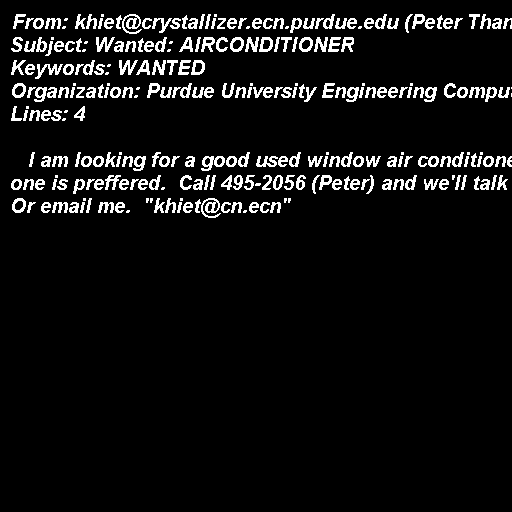 From: khiet@crystallizer.ecn.purdue.edu (Peter Than
Subject: Wanted: AIRCONDITIONER
Keywords: WANTED
Organization: Purdue University Engineering Compu
Lines: 4

I am looking for a good used window air conditione
one is preffered.  Call 495-2056 (Peter) and we'll talk
Or email me.  "khiet@cn.ecn"